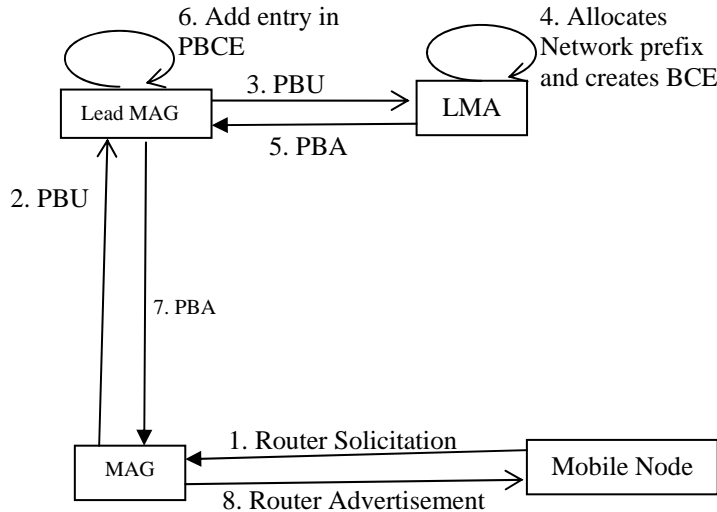 6. Add entry in
PBCE
4. Allocates
Network prefix
and creates BCE
3. PBU
Lead MAG
LMA
5. PBA
2. PBU
7. PBA
1. Router Solicitation
MAG
Mobile Node
8. Router Advertisement